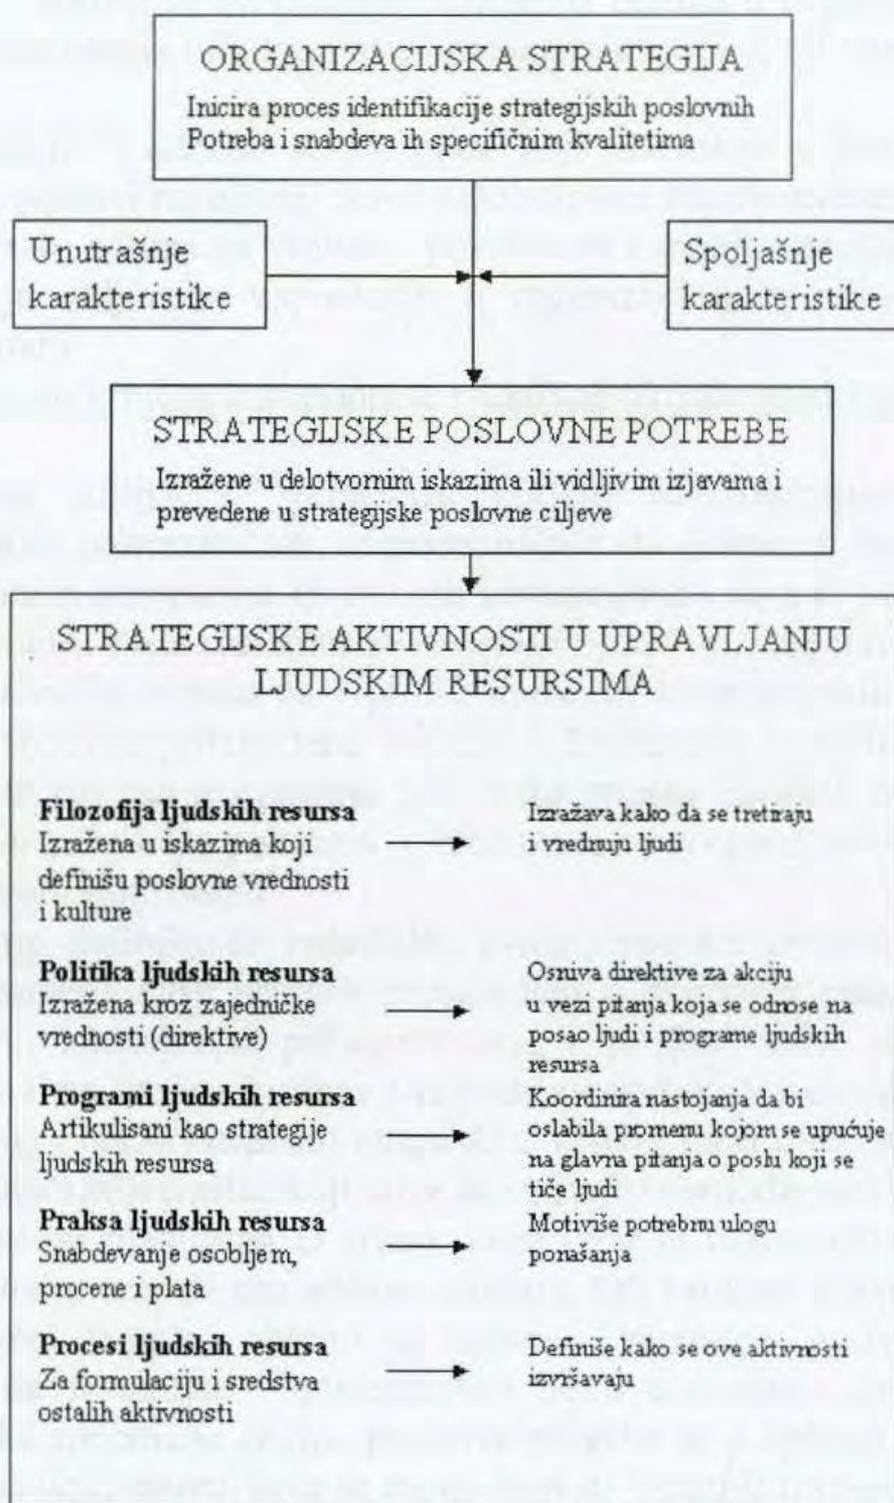 ORGANIZACIJSKA STRATEGIJA
Inicira proces identifikacije strategijskih poslovnih
Potreba i snabdeva ih specifičnim kvalitetima
Unutrašnje
karakteristike
Spoljašnje
karakteristike
STRATEGIJSKE POSLOVNE POTREBE
Izražene u delotvornim iskazima ili vidljivim izjavama i
prevedene u strategijske poslovne ciljeve
STRATEGIJSKE AKTIVNOSTI U UPRAVLJANJU
LJUDSKIM RESURSIMA
Filozofija ljudskih resursa
Izražena u iskazima koji
definišu poslovne vrednosti
i kulture
Izražava kako da se tretiraju
i vrednuju ljudi
Politika ljudskih resursa
Izražena kroz zajedničke
vrednosti (direktive)
Osniva direktive za akciju
u vezi pitanja koja se odnose na
posao ljudi i programe ljudskih
resursa
Programi ljudskih resursa
Artikulisani kao strategije
ljudskih resursa
Koordinira nastojanja da bi
oslabila promenu kojom se upućuje
na glavna pitanja o poslu koji se
tiče ljudi
Praksa ljudskih resursa
Snabdevanje osobljem,
procene i plata
Motiviše potrebnu ulogu
ponašanja
Procesi ljudskih resursa
Za formulaciju i sredstva
ostalih aktivnosti
Definiše kako se ove aktivnosti
izvršavaju